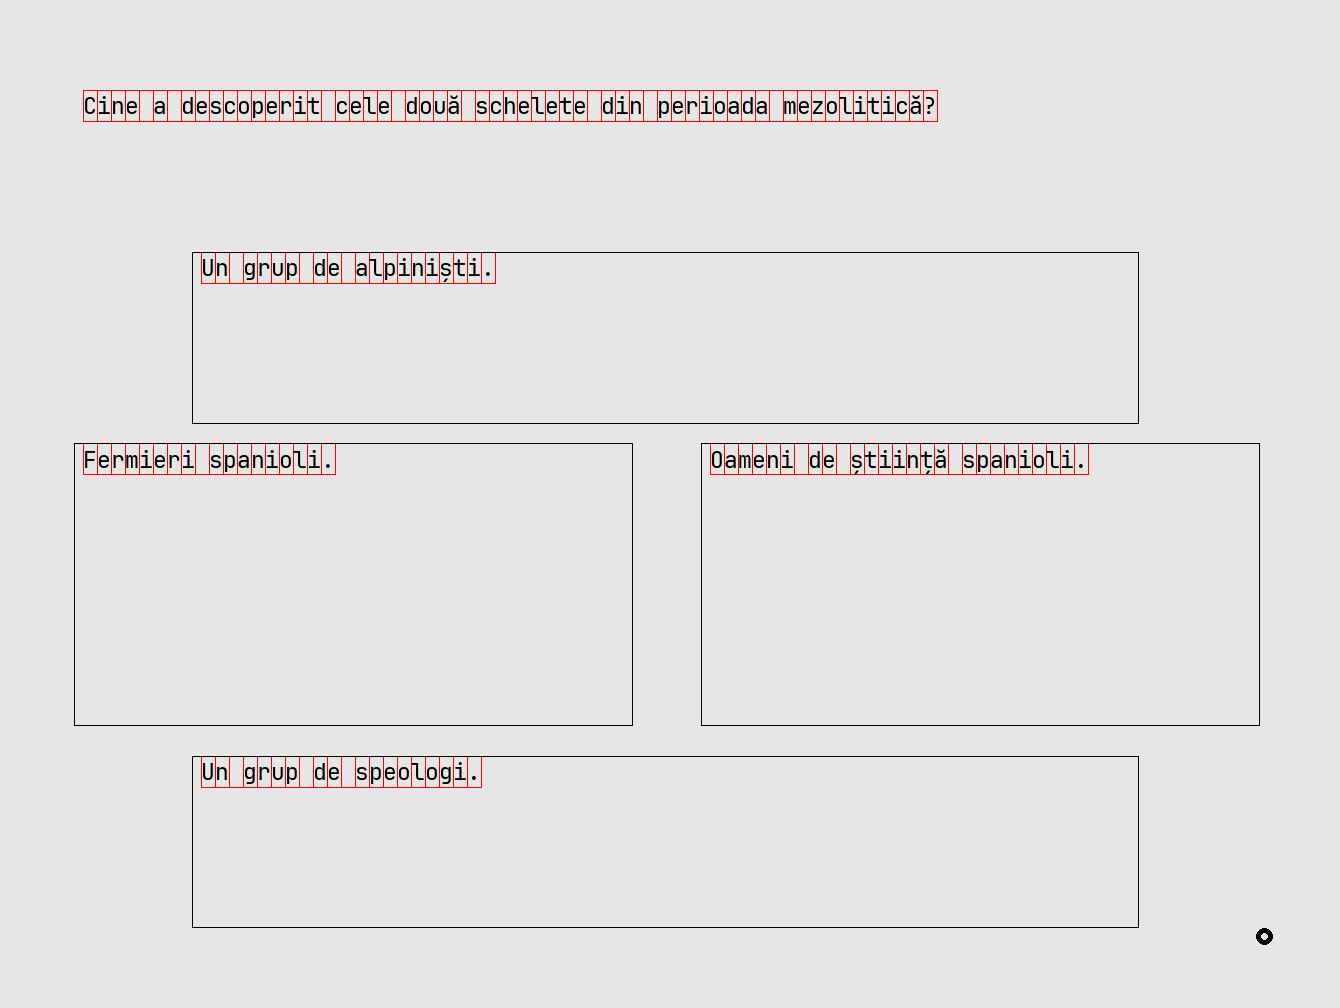 Cine a descoperit cele două schelete din perioada mezolitică?
Un grup de alpiniști.
Fermieri spanioli.
Oameni de știință spanioli.
Un grup de speologi.